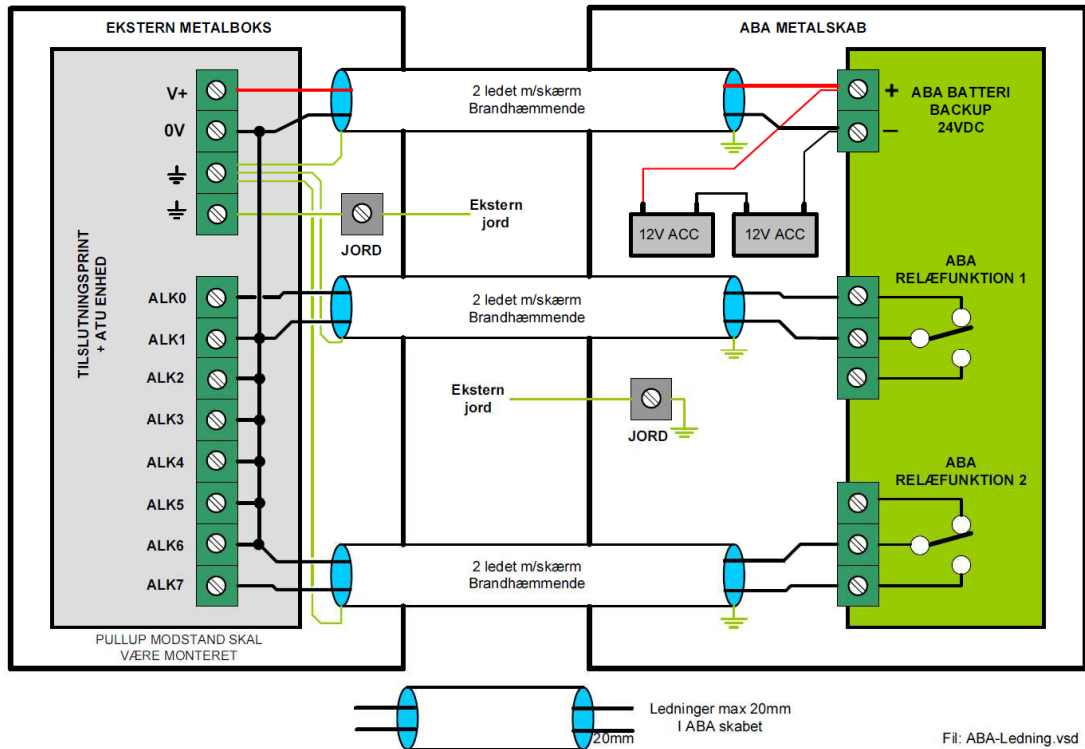 EKSTERN METALBOKS
ABA METALSKAB
V+
0V
TILSLUTNINGSPRINT
+ ATU ENHED
2 ledet m/skærm
Brandhæmmende
+
–
ABA BATTERI
BACKUP
24VDC
JORD
Ekstern
jord
12V ACC
12V ACC
ALK0
ALK1
ALK2
ALK3
ALK4
ALK5
ALK6
ALK7
2 ledet m/skærm
Brandhæmmende
ABA
RELÆFUNKTION 1
Ekstern
jord
JORD
ABA
RELÆFUNKTION 2
2 ledet m/skærm
Brandhæmmende
PULLUP MODSTAND SKAL
VÆRE MONTERET
Ledninger max 20mm
I ABA skabet
20mm
Fil: ABA-Ledning.vsd